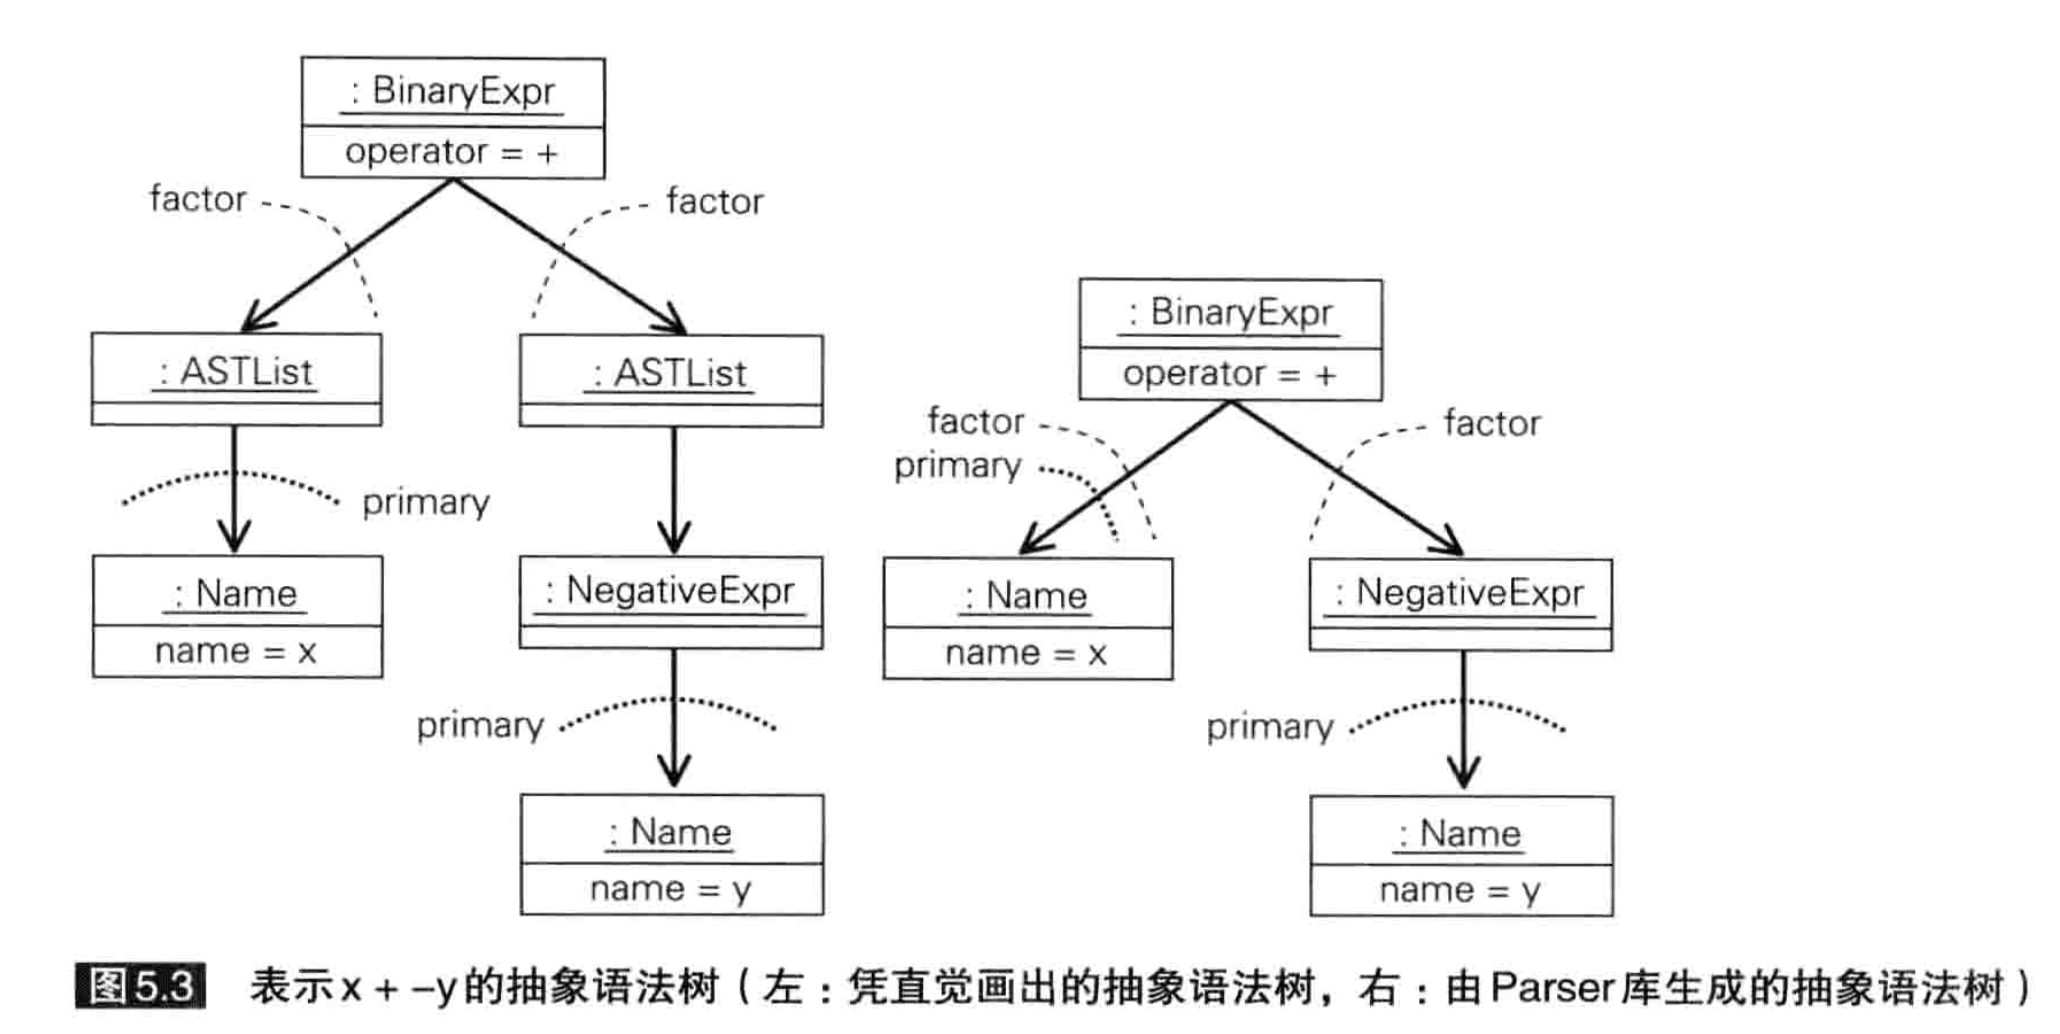 : BinaryExpr
operator = +
factor
factor
: ASTList
: ASTList
primary
: Name
name = x
: NegativeExpr
primary
: Name
name = y
: BinaryExpr
operator = +
factor
primary
factor
: Name
name = x
: NegativeExpr
primary
: Name
name = y
图5.3 表示x + –y的抽象语法树（左：凭直觉画出的抽象语法树，右：由Parser库生成的抽象语法树）